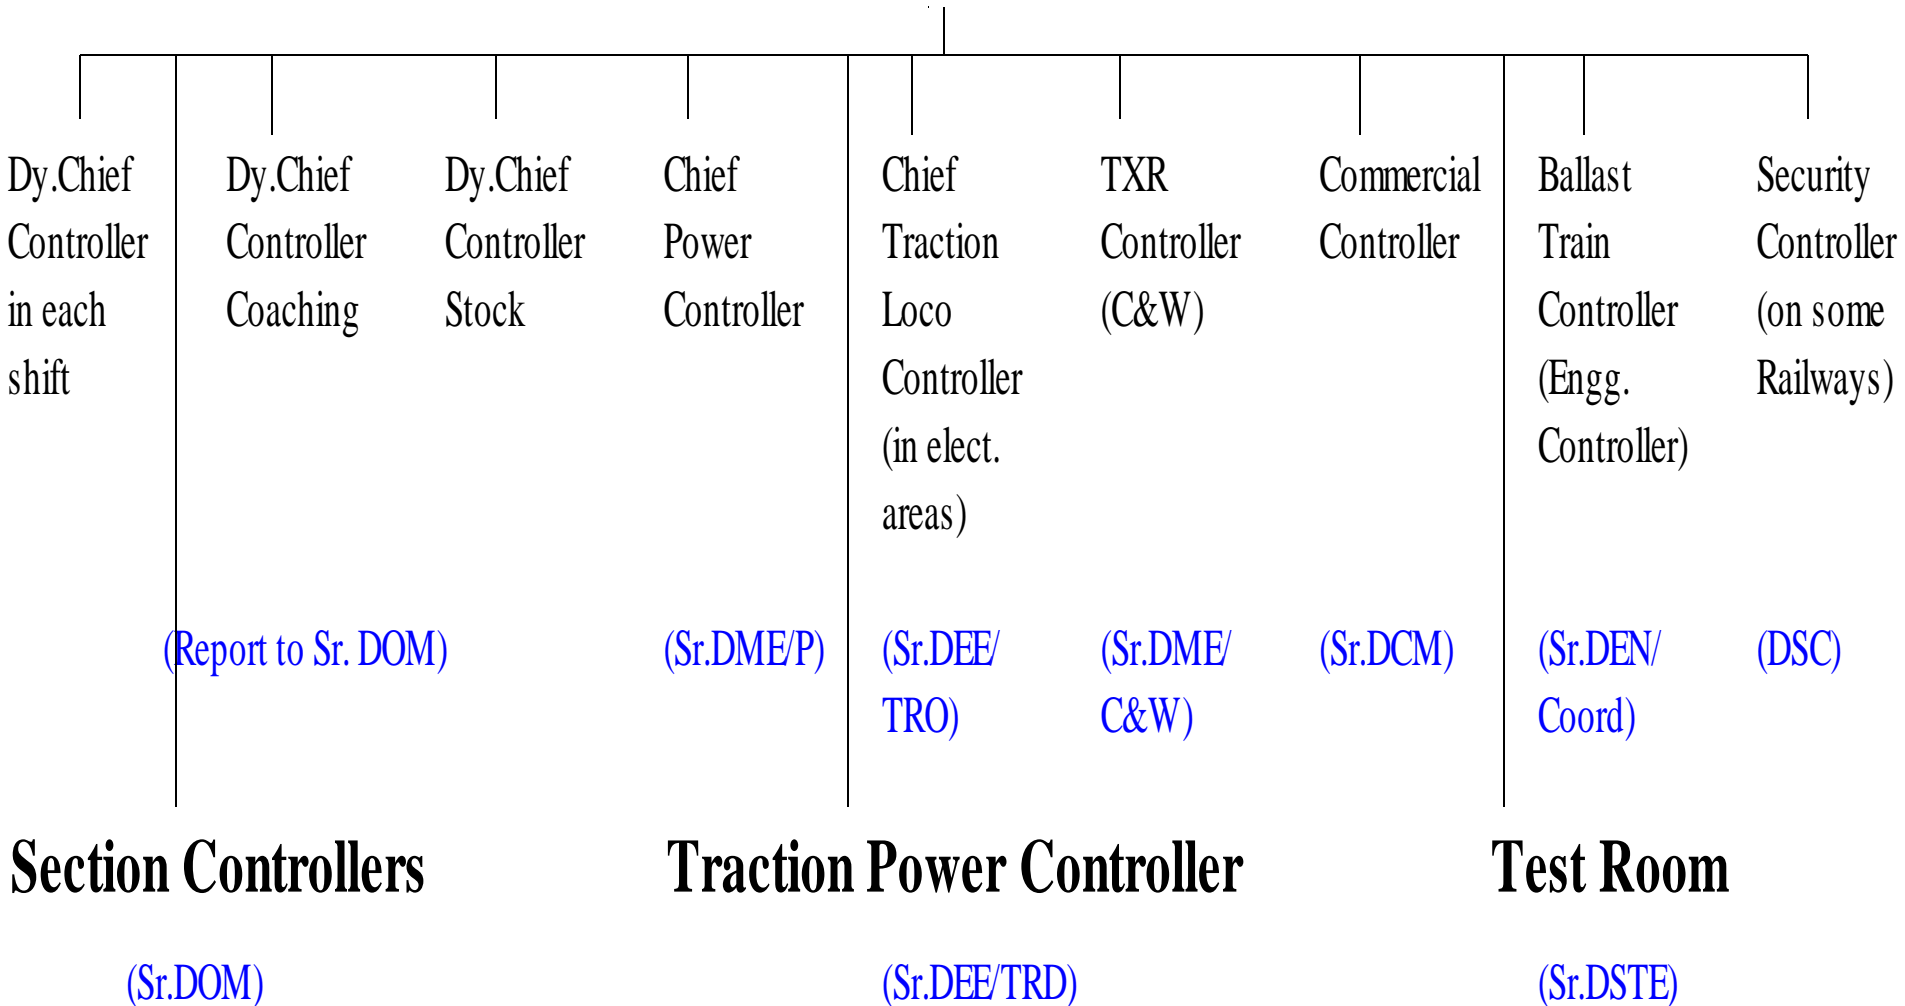 Dy.Chief
Controller
in each
shift
Dy.Chief
Controller
Coaching
Dy.Chief
Controller
Stock
Chief
Power
Controller
Chief
Traction
Loco
Controller
(in elect.
areas)
TXR
Controller
(C&W)
Commercial
Controller
Ballast
Train
Controller
(Engg.
Controller)
Security
Controller
(on some
Railways)
(Report to Sr. DOM)
(Sr.DME/P)
(Sr.DEE/
TRO)
(Sr.DME/
C&W)
(Sr.DCM)
(Sr.DEN/
Coord)
(DSC)
Section Controllers
Traction Power Controller
Test Room
(Sr.DOM)
(Sr.DEE/TRD)
(Sr.DSTE)